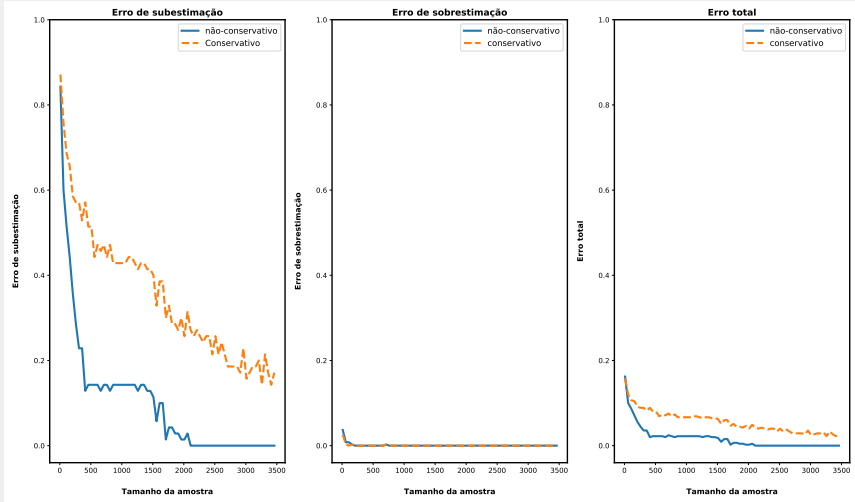 Erro de subestimação
não-conservativo
Conservativo
1.0
0.8
0.6
0.4
0.2
0.0
Erro de subestimação
0
500
1000
1500
2000
2500
3000
3500
Tamanho da amostra
Erro de sobrestimação
não-conservativo
conservativo
1.0
0.8
0.6
0.4
0.2
0.0
Erro de sobrestimação
0
500
1000
1500
2000
2500
3000
3500
Tamanho da amostra
Erro total
não-conservativo
conservativo
1.0
0.8
0.6
0.4
0.2
0.0
Erro total
0
500
1000
1500
2000
2500
3000
3500
Tamanho da amostra